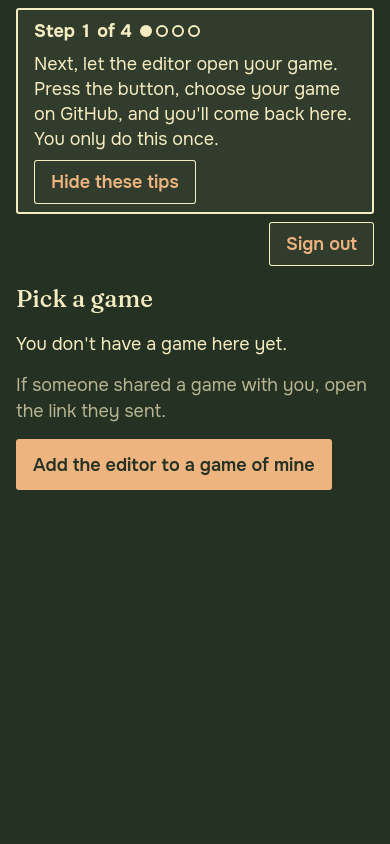 Step 1 of 4
Next, let the editor open your game.
Press the button, choose your game
on GitHub, and you'll come back here.
You only do this once.
Hide these tips
Sign out
Pick a game
You don't have a game here yet.
If someone shared a game with you, open
the link they sent.
Add the editor to a game of mine